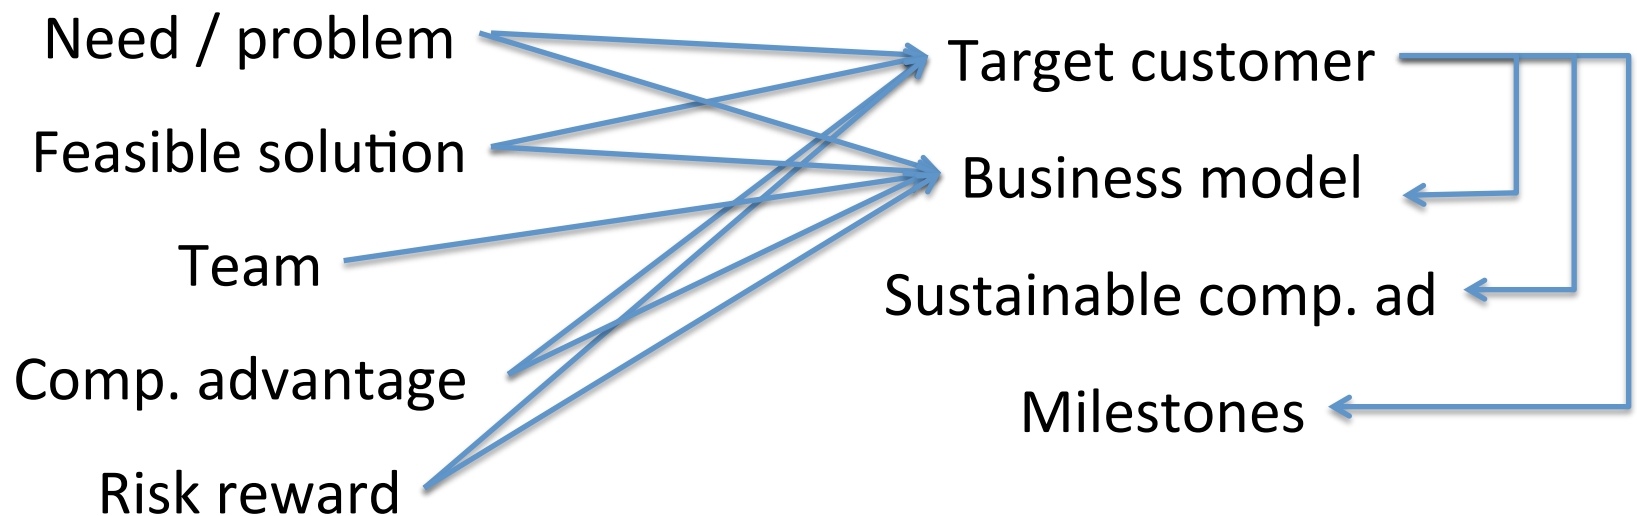 Need / problem
Feasible solution
Team
Comp. advantage
Risk reward
Target customer
Business model
Sustainable comp. ad
Milestones